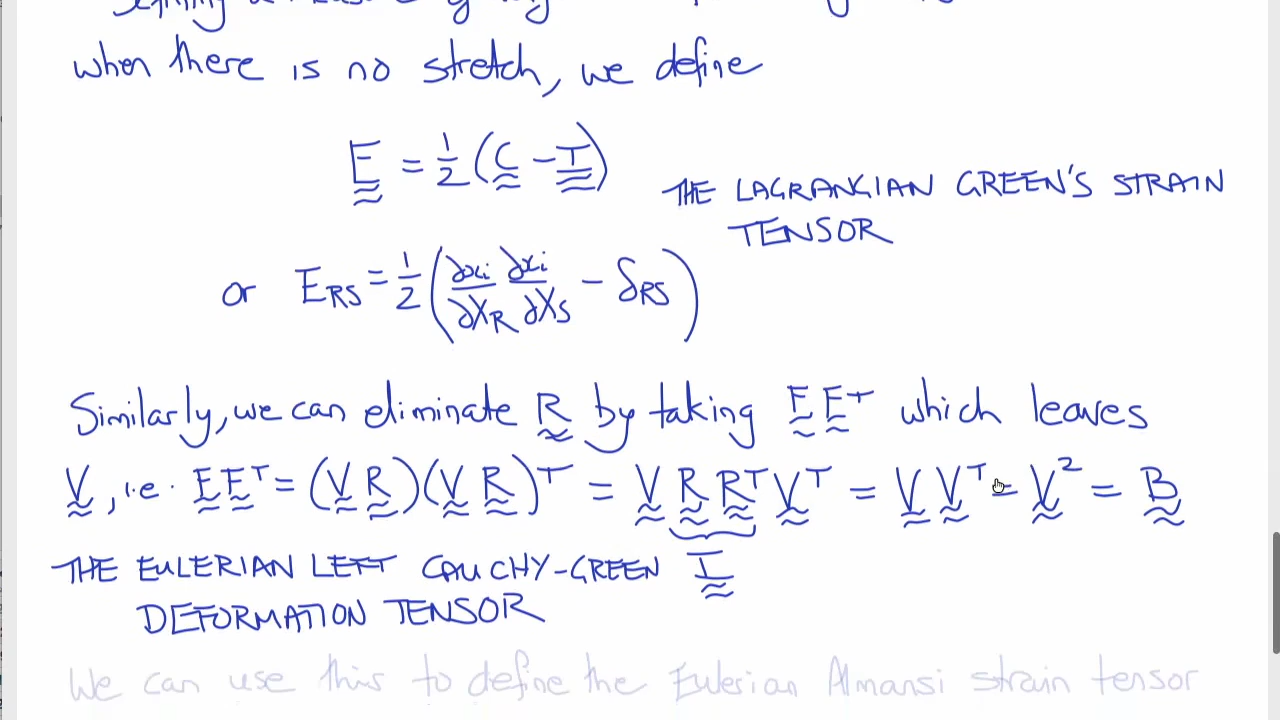 when there is no stretch, we define
E = 1/2 (C - I)
THE LAGRANGIAN GREEN'S STRAIN
TENSOR
or E_RS = 1/2 (∂x_i/∂X_R ∂x_i/∂X_S - δ_RS)
Similarly, we can eliminate R by taking F F^T which leaves
V, i.e. F F^T = (V R)(V R)^T = V R R^T V^T = V V^T = V^2 = B
I
THE EULERIAN LEFT CAUCHY-GREEN
DEFORMATION TENSOR
We can use this to define the Eulerian Almansi strain tensor